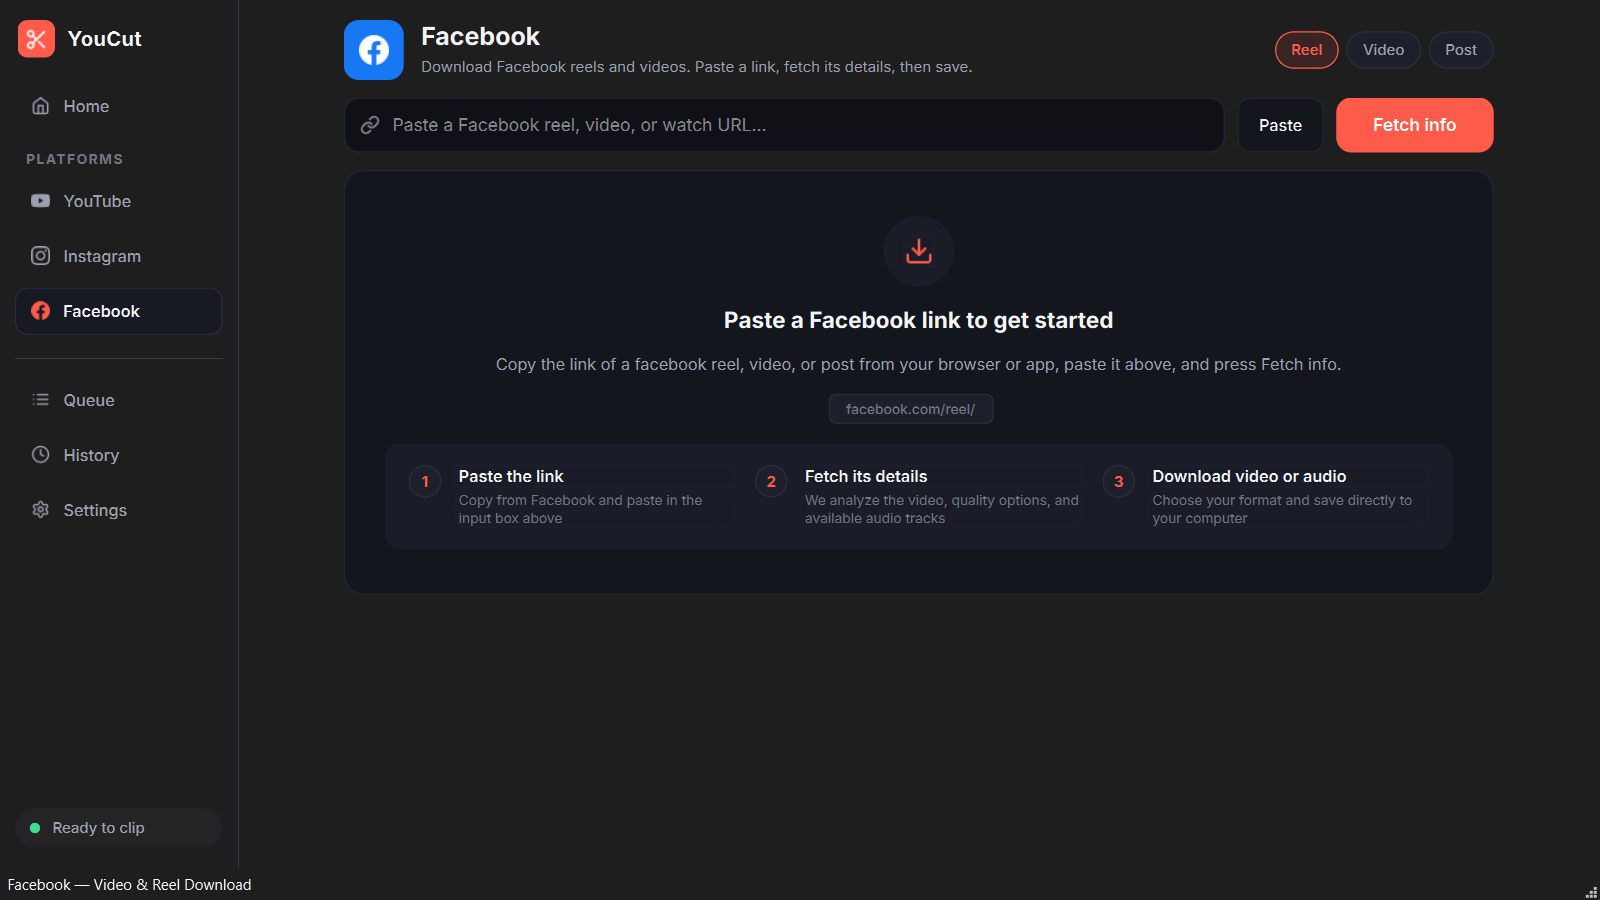 YouCut
Home
PLATFORMS
YouTube
Instagram
Facebook
Queue
History
Settings
Ready to clip
Facebook
Download Facebook reels and videos. Paste a link, fetch its details, then save.
Reel
Video
Post
Paste a Facebook reel, video, or watch URL...
Paste
Fetch info
Paste a Facebook link to get started
Copy the link of a facebook reel, video, or post from your browser or app, paste it above, and press Fetch info.
facebook.com/reel/
1
Paste the link
Copy from Facebook and paste in the
input box above
2
Fetch its details
We analyze the video, quality options, and
available audio tracks
3
Download video or audio
Choose your format and save directly to
your computer
Facebook — Video & Reel Download